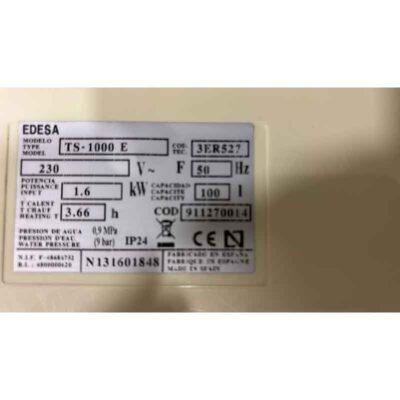 EDESA
MODELO
TYPE
MODEL
TS-1000 E
COD-TEC.
3ER527
230 V~ F 50 Hz
POTENCIA
PUISSANCE
INPUT
1.6 kW
CAPACIDAD
CAPACITE
CAPACITY
100 l
T CALENT
T CHAUF
HEATING T
3.66 h
COD 911270014
PRESION DE AGUA
PRESSION D'EAU
WATER PRESSURE
0,9 MPa
(9 bar)
IP24
CE N
N.I.F. F-48684752
R.I.: 4800000620
N131601848
FABRICADO EN ESPAÑA
FABRIQUE EN ESPAGNE
MADE IN SPAIN